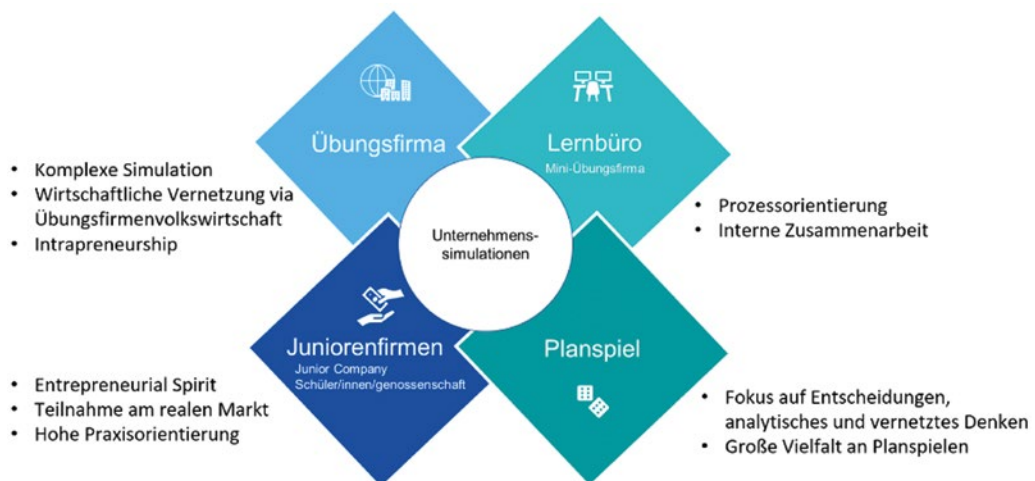 Übungsfirma
• Komplexe Simulation
• Wirtschaftliche Vernetzung via
Übungsfirmenvolkswirtschaft
• Intrapreneurship
Lernbüro
Mini-Übungsfirma
• Prozessorientierung
• Interne Zusammenarbeit
Unternehmens-
simulationen
Juniorenfirmen
Junior Company
Schüler/innen/genossenschaft
• Entrepreneurial Spirit
• Teilnahme am realen Markt
• Hohe Praxisorientierung
Planspiel
• Fokus auf Entscheidungen,
analytisches und vernetztes Denken
• Große Vielfalt an Planspielen